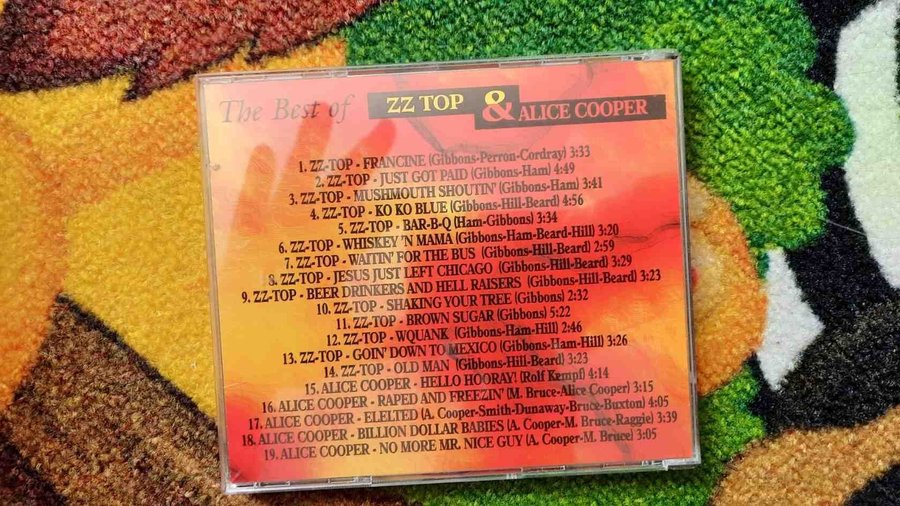 The Best of ZZ TOP & ALICE COOPER
1. ZZ-TOP - FRANCINE (Gibbons-Perron-Cordray) 3:33
2. ZZ-TOP - JUST GOT PAID (Gibbons-Ham) 4:49
3. ZZ-TOP - MUSHMOUTH SHOUTIN' (Gibbons-Ham) 3:41
4. ZZ-TOP - KO KO BLUE (Gibbons-Hill-Beard) 4:56
5. ZZ-TOP - BAR-B-Q (Ham-Gibbons) 3:34
6. ZZ-TOP - WHISKEY 'N MAMA (Gibbons-Ham-Beard-Hill) 3:20
7. ZZ-TOP - WAITIN' FOR THE BUS (Gibbons-Hill-Beard) 2:59
8. ZZ-TOP - JESUS JUST LEFT CHICAGO (Gibbons-Hill-Beard) 3:29
9. ZZ-TOP - BEER DRINKERS AND HELL RAISERS (Gibbons-Hill-Beard) 3:23
10. ZZ-TOP - SHAKING YOUR TREE (Gibbons) 2:32
11. ZZ-TOP - BROWN SUGAR (Gibbons) 5:22
12. ZZ-TOP - WQUANK (Gibbons-Ham-Hill) 2:46
13. ZZ-TOP - GOIN' DOWN TO MEXICO (Gibbons-Ham-Hill) 3:26
14. ZZ-TOP - OLD MAN (Gibbons-Hill-Beard) 3:23
15. ALICE COOPER - HELLO HOORAY! (Rolf Kempf) 4:14
16. ALICE COOPER - RAPED AND FREEZIN' (M. Bruce-Alice Cooper) 3:15
17. ALICE COOPER - ELELTED (A. Cooper-Smith-Dunaway-Bruce-Buxton) 4:05
18. ALICE COOPER - BILLION DOLLAR BABIES (A. Cooper-M. Bruce-Raggie) 3:39
19. ALICE COOPER - NO MORE MR. NICE GUY (A. Cooper-M. Bruce) 3:05